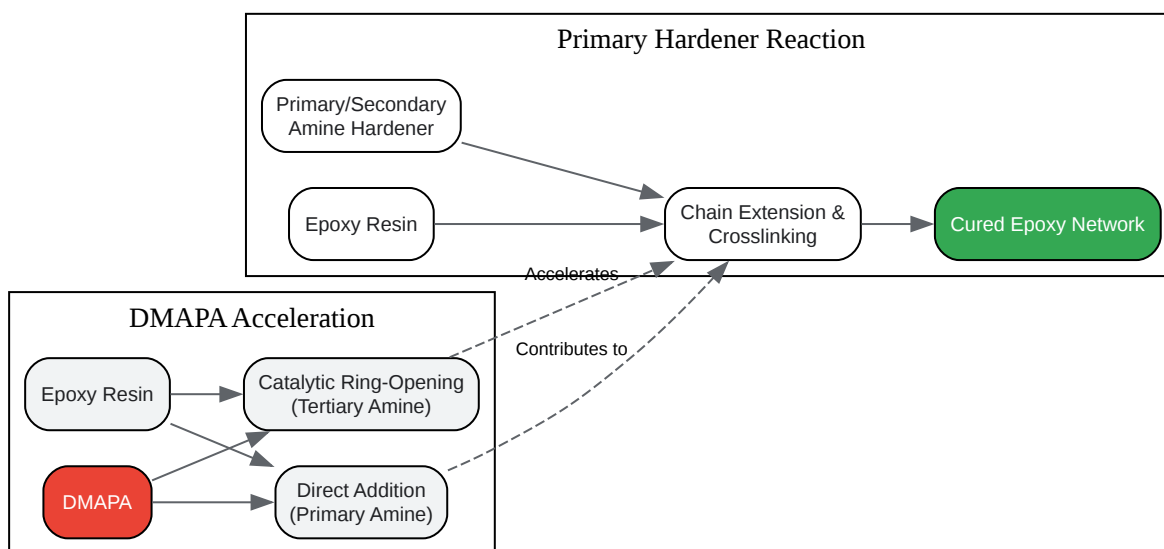 Primary Hardener Reaction
Primary/Secondary
Amine Hardener
Epoxy Resin
Chain Extension &
Crosslinking
Cured Epoxy Network
Accelerates
Contributes to
DMAPA Acceleration
Epoxy Resin
Catalytic Ring-Opening
(Tertiary Amine)
DMAPA
Direct Addition
(Primary Amine)